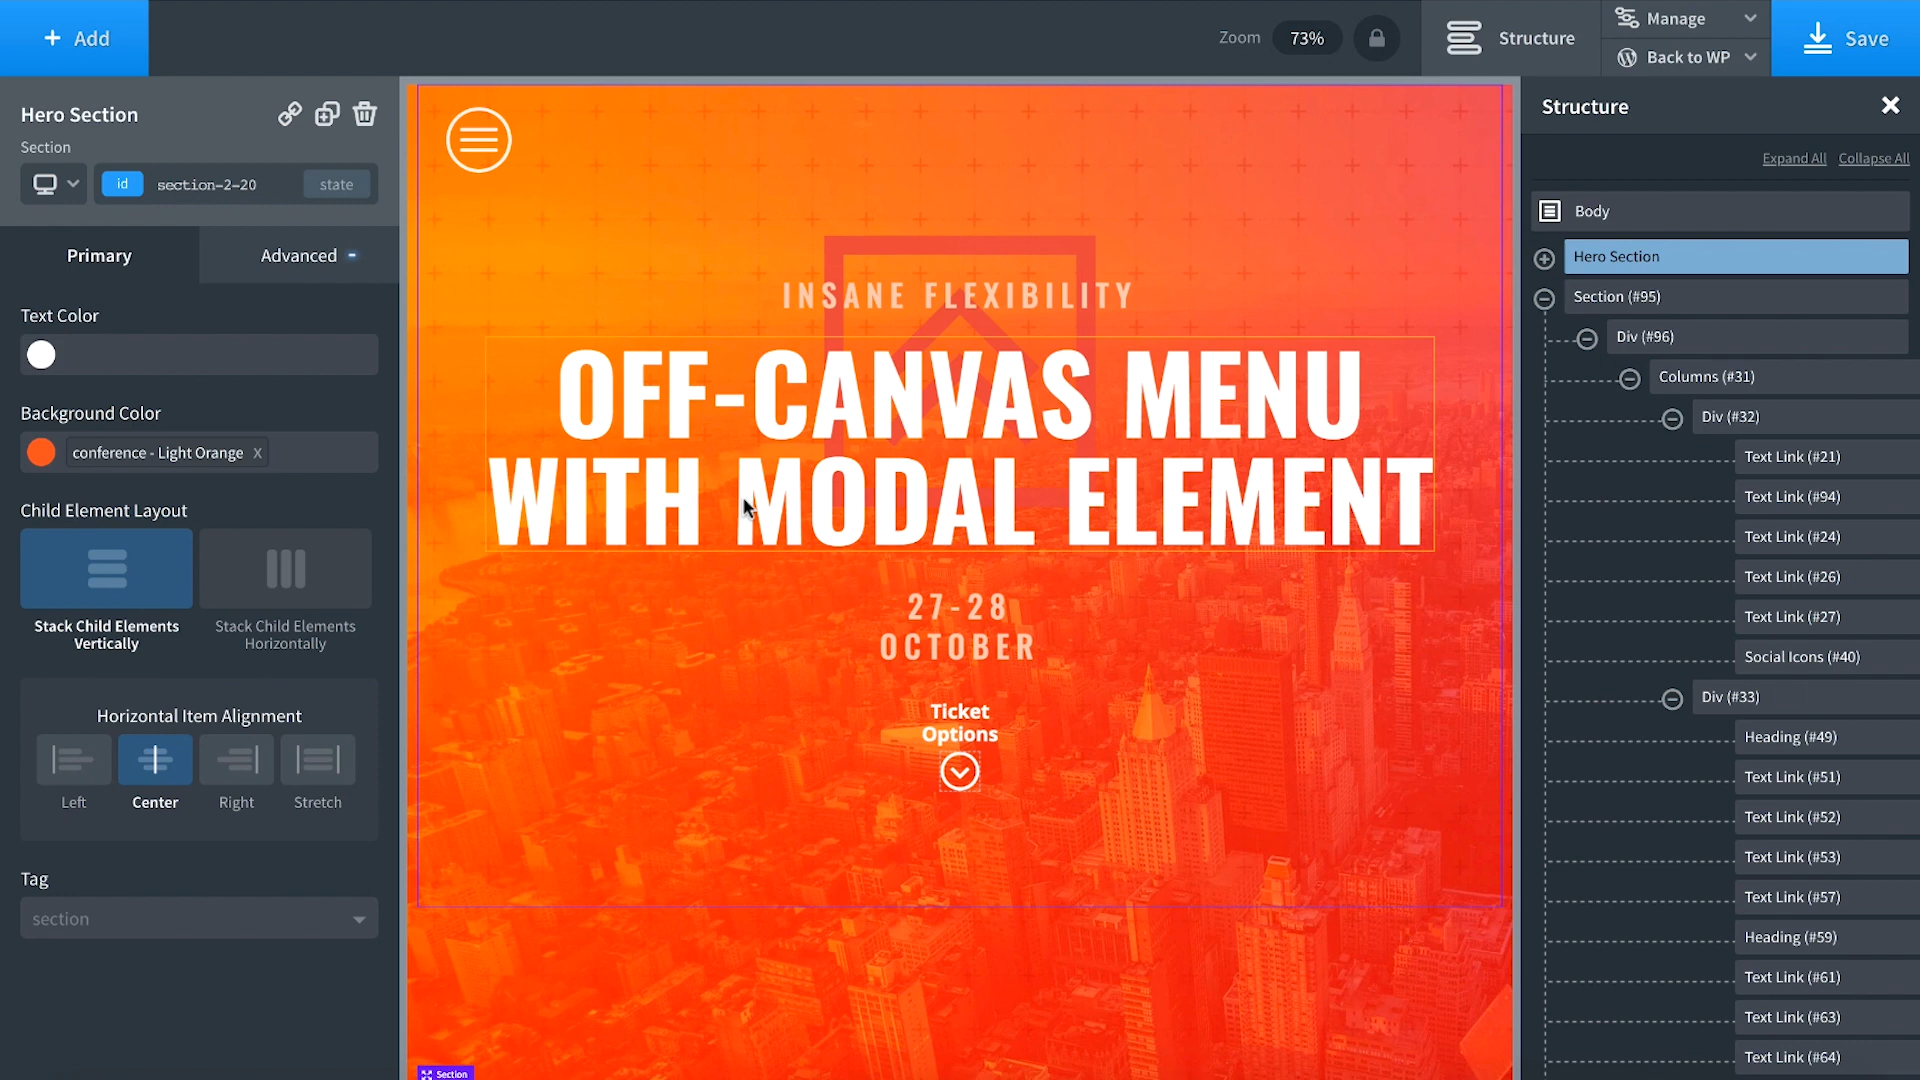 + Add
Zoom 73%
Structure
Manage
Back to WP
Save
Hero Section
Section
id section-2-20 state
Primary
Advanced
Text Color
Background Color
conference - Light Orange x
Child Element Layout
Stack Child Elements
Vertically
Stack Child Elements
Horizontally
Horizontal Item Alignment
Left
Center
Right
Stretch
Tag
section
INSANE FLEXIBILITY
OFF-CANVAS MENU
WITH MODAL ELEMENT
27-28
OCTOBER
Ticket
Options
Section
Structure
Expand All Collapse All
Body
Hero Section
Section (#95)
Div (#96)
Columns (#31)
Div (#32)
Text Link (#21)
Text Link (#94)
Text Link (#24)
Text Link (#26)
Text Link (#27)
Social Icons (#40)
Div (#33)
Heading (#49)
Text Link (#51)
Text Link (#52)
Text Link (#53)
Text Link (#57)
Heading (#59)
Text Link (#61)
Text Link (#63)
Text Link (#64)